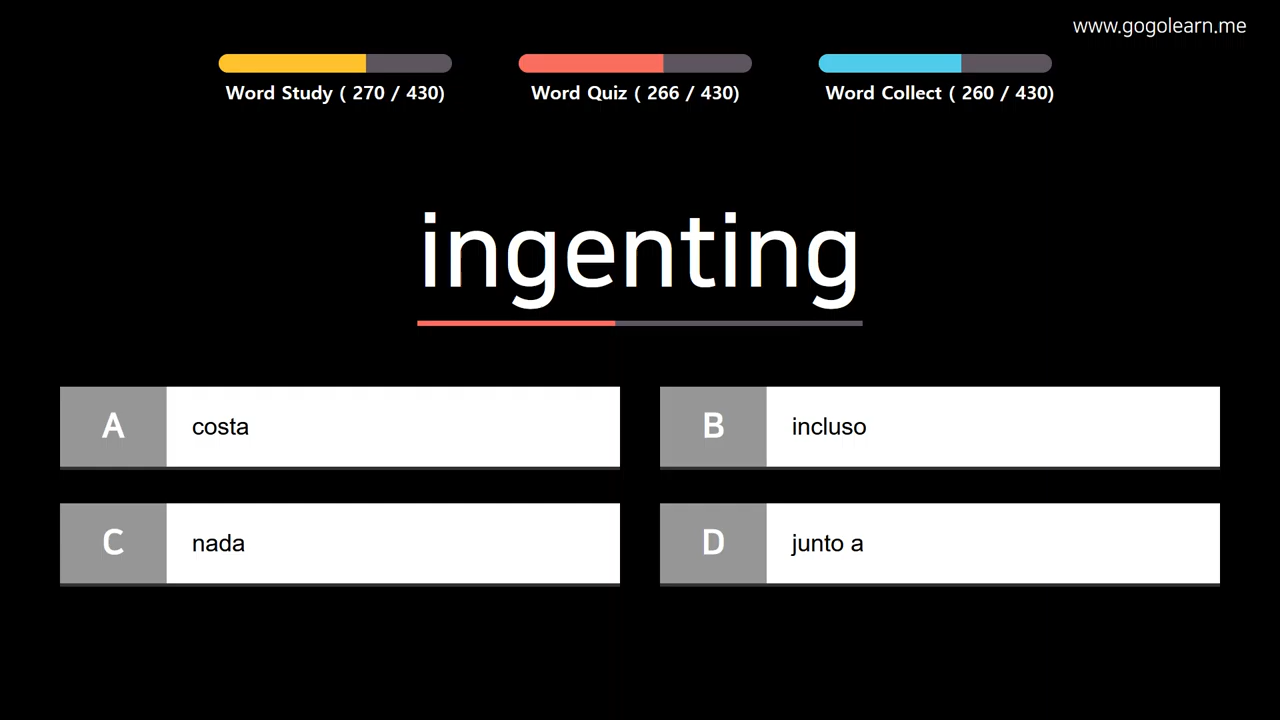 www.gogolearn.me
Word Study ( 270 / 430)
Word Quiz ( 266 / 430)
Word Collect ( 260 / 430)
ingenting
A costa
B incluso
C nada
D junto a